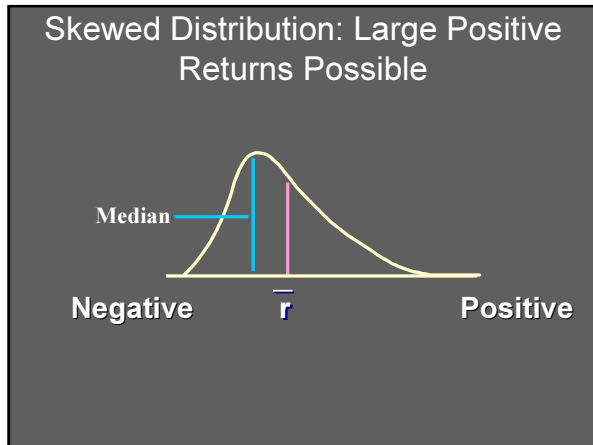 Skewed Distribution: Large Positive
Returns Possible
Median
Negative r̅ Positive